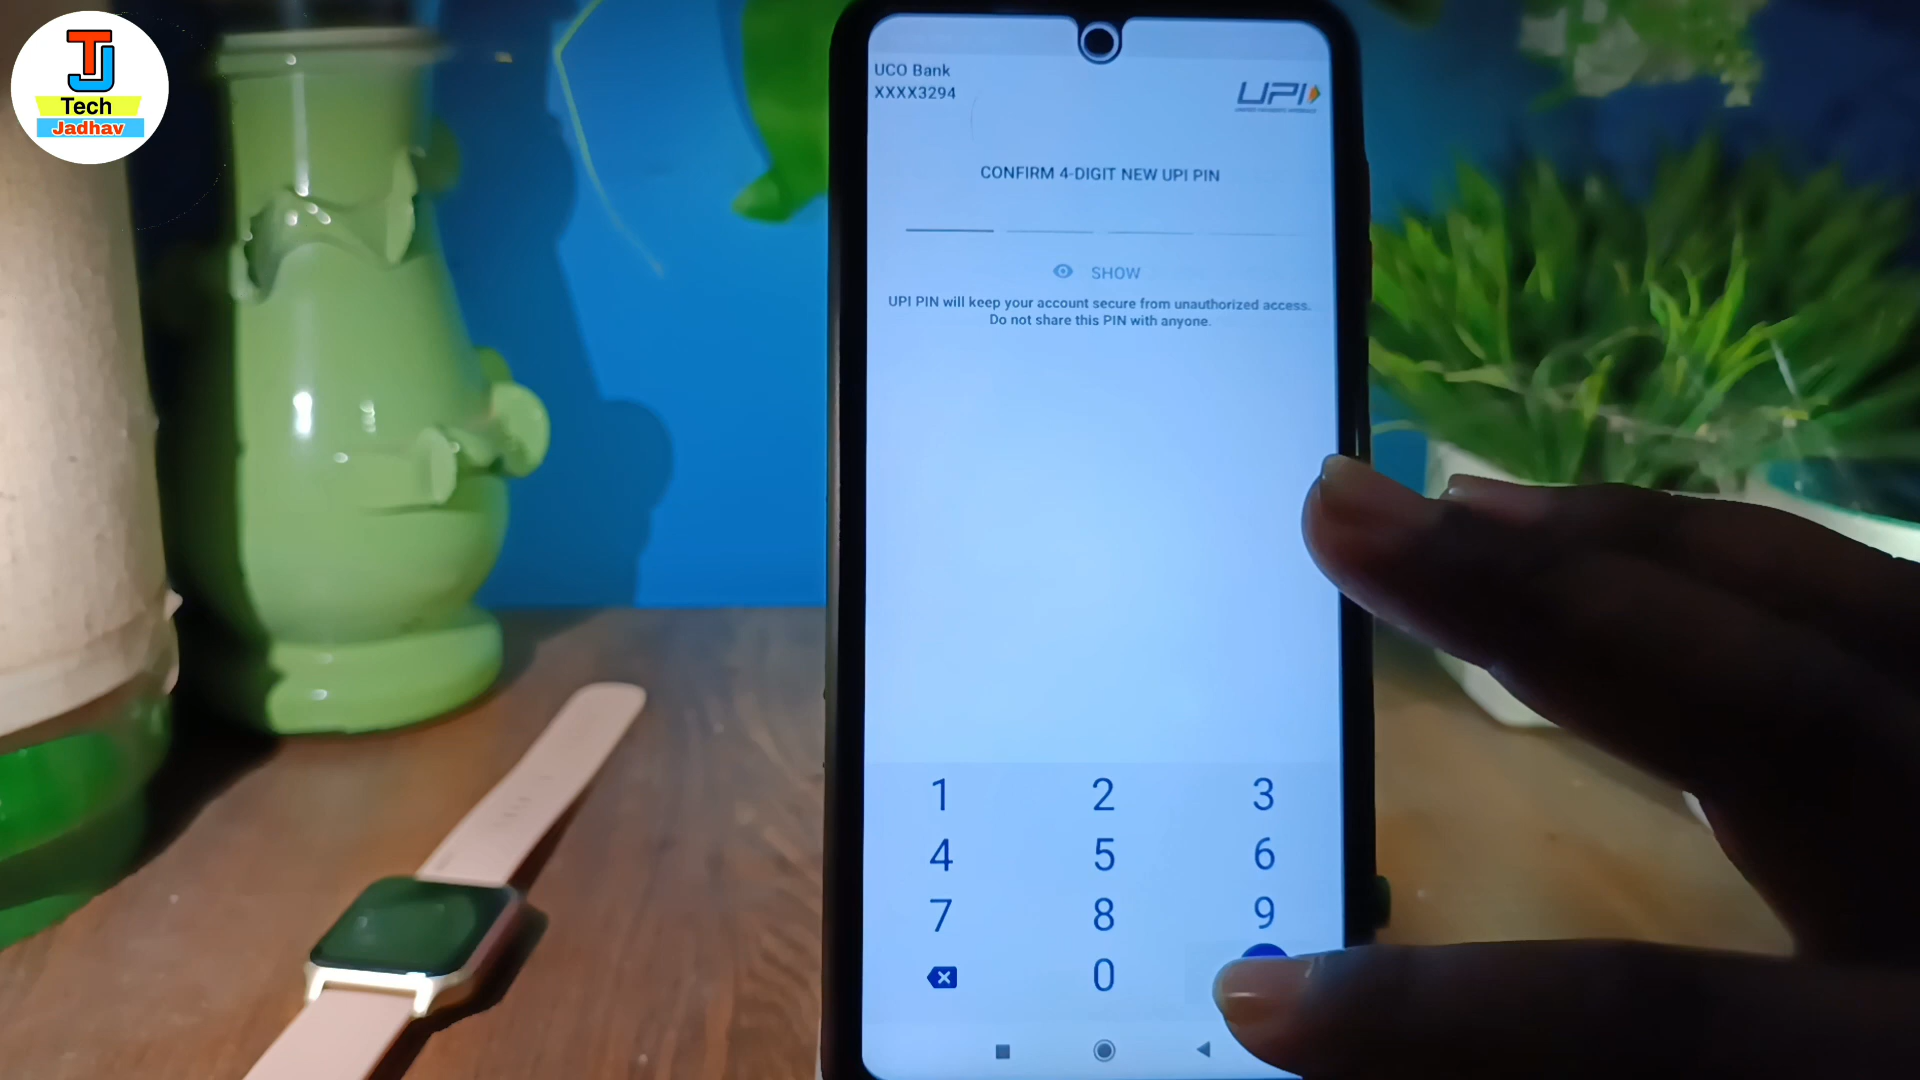 TJ
Tech
Jadhav
UCO Bank
XXXX3294
UPI
CONFIRM 4-DIGIT NEW UPI PIN
SHOW
UPI PIN will keep your account secure from unauthorized access.
Do not share this PIN with anyone.
1 2 3
4 5 6
7 8 9
0